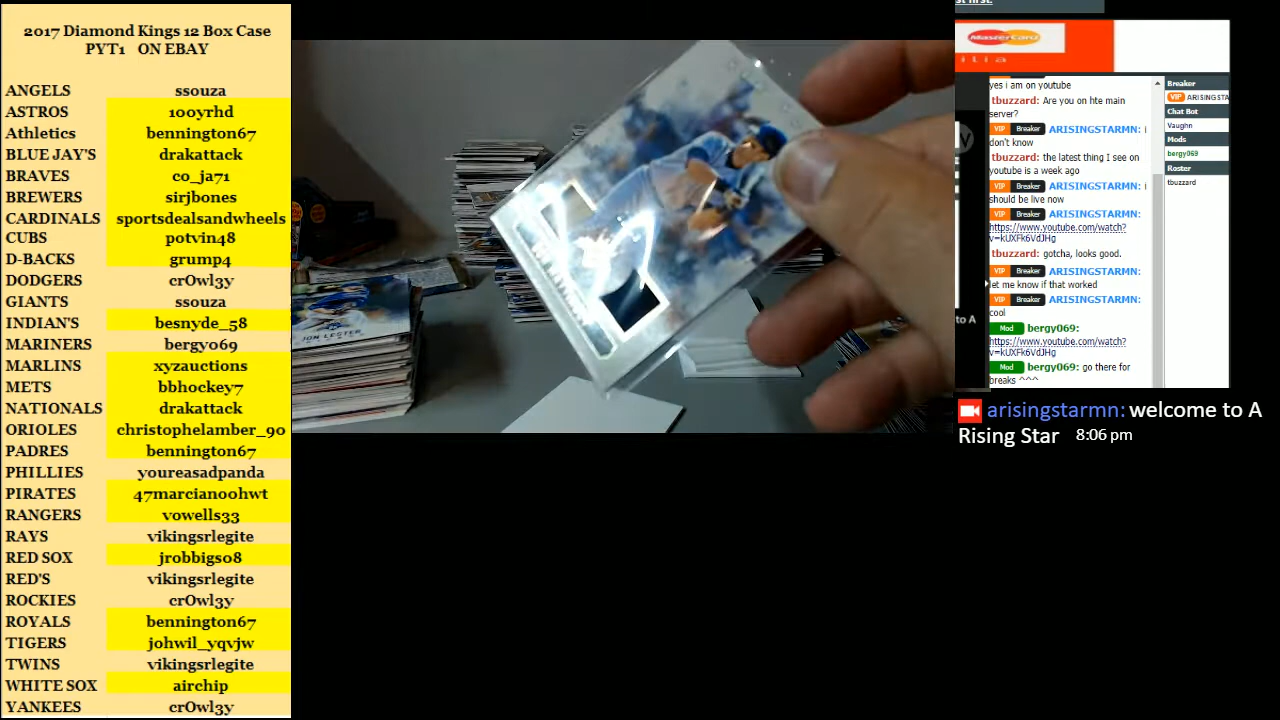 2017 Diamond Kings 12 Box Case
PYT1 ON EBAY
ANGELS ssouza
ASTROS 100yrhd
Athletics bennington67
BLUE JAY'S drakattack
BRAVES co_ja71
BREWERS sirjbones
CARDINALS sportsdealsandwheels
CUBS potvin48
D-BACKS grump4
DODGERS crOwl3y
GIANTS ssouza
INDIAN'S besnyde_58
MARINERS bergy069
MARLINS xyzauctions
METS bbhockey7
NATIONALS drakattack
ORIOLES christophelamber_90
PADRES bennington67
PHILLIES youreasadpanda
PIRATES 47marcianoohwt
RANGERS vowells33
RAYS vikingsrlegite
RED SOX jrobbigs08
RED'S vikingsrlegite
ROCKIES crOwl3y
ROYALS bennington67
TIGERS johwil_yqvjw
TWINS vikingsrlegite
WHITE SOX airchip
YANKEES crOwl3y
JON LESTER
first.
MasterCard
yes i am on youtube
tbuzzard: Are you on hte main
server?
VIP Breaker ARISINGSTARMN: i
don't know
tbuzzard: the latest thing I see on
youtube is a week ago
VIP Breaker ARISINGSTARMN: i
should be live now
VIP Breaker ARISINGSTARMN:
https://www.youtube.com/watch?
v=kUXFk6VdJHg
tbuzzard: gotcha, looks good.
VIP Breaker ARISINGSTARMN:
let me know if that worked
VIP Breaker ARISINGSTARMN:
cool
Mod bergy069:
https://www.youtube.com/watch?
v=kUXFk6VdJHg
Mod bergy069: go there for
breaks ^^^
to A
Breaker
VIP ARISINGSTA
Chat Bot
Vaughn
Mods
bergy069
Roster
tbuzzard
arisingstarmn: welcome to A
Rising Star 8:06 pm